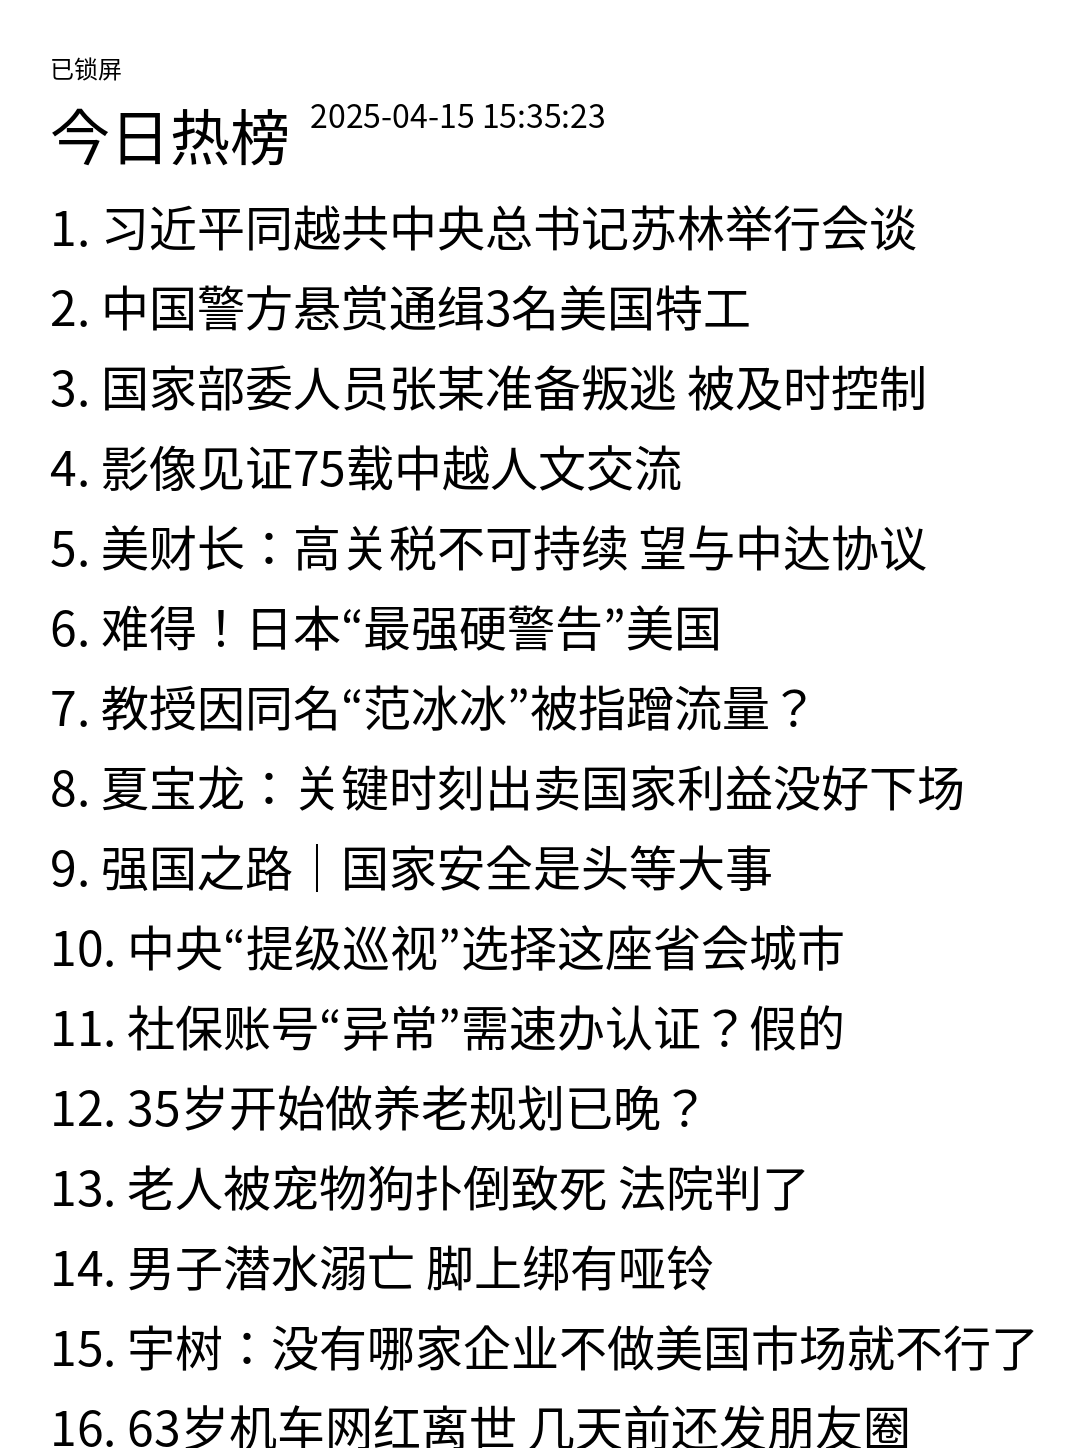 已锁屏
今日热榜 2025-04-15 15:35:23
1. 习近平同越共中央总书记苏林举行会谈
2. 中国警方悬赏通缉3名美国特工
3. 国家部委人员张某准备叛逃 被及时控制
4. 影像见证75载中越人文交流
5. 美财长：高关税不可持续 望与中达协议
6. 难得！日本“最强硬警告”美国
7. 教授因同名“范冰冰”被指蹭流量？
8. 夏宝龙：关键时刻出卖国家利益没好下场
9. 强国之路｜国家安全是头等大事
10. 中央“提级巡视”选择这座省会城市
11. 社保账号“异常”需速办认证？假的
12. 35岁开始做养老规划已晚？
13. 老人被宠物狗扑倒致死 法院判了
14. 男子潜水溺亡 脚上绑有哑铃
15. 宇树：没有哪家企业不做美国市场就不行了
16. 63岁机车网红离世 几天前还发朋友圈